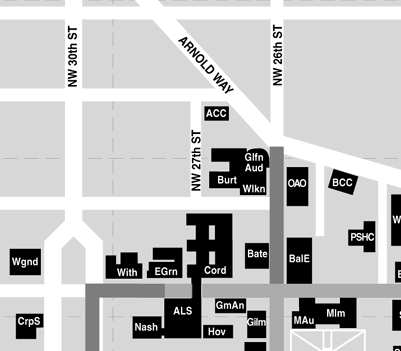 NW 30th ST
ARNOLD WAY
NW 26th ST
ACC
NW 27th ST
Glfn
Aud
Burt
Wlkn
OAO
BCC
PSHC
Wgnd
With
EGrn
Cord
Bate
BalE
CrpS
Nash
ALS
GmAn
Hov
Gilm
MAu
Mlm